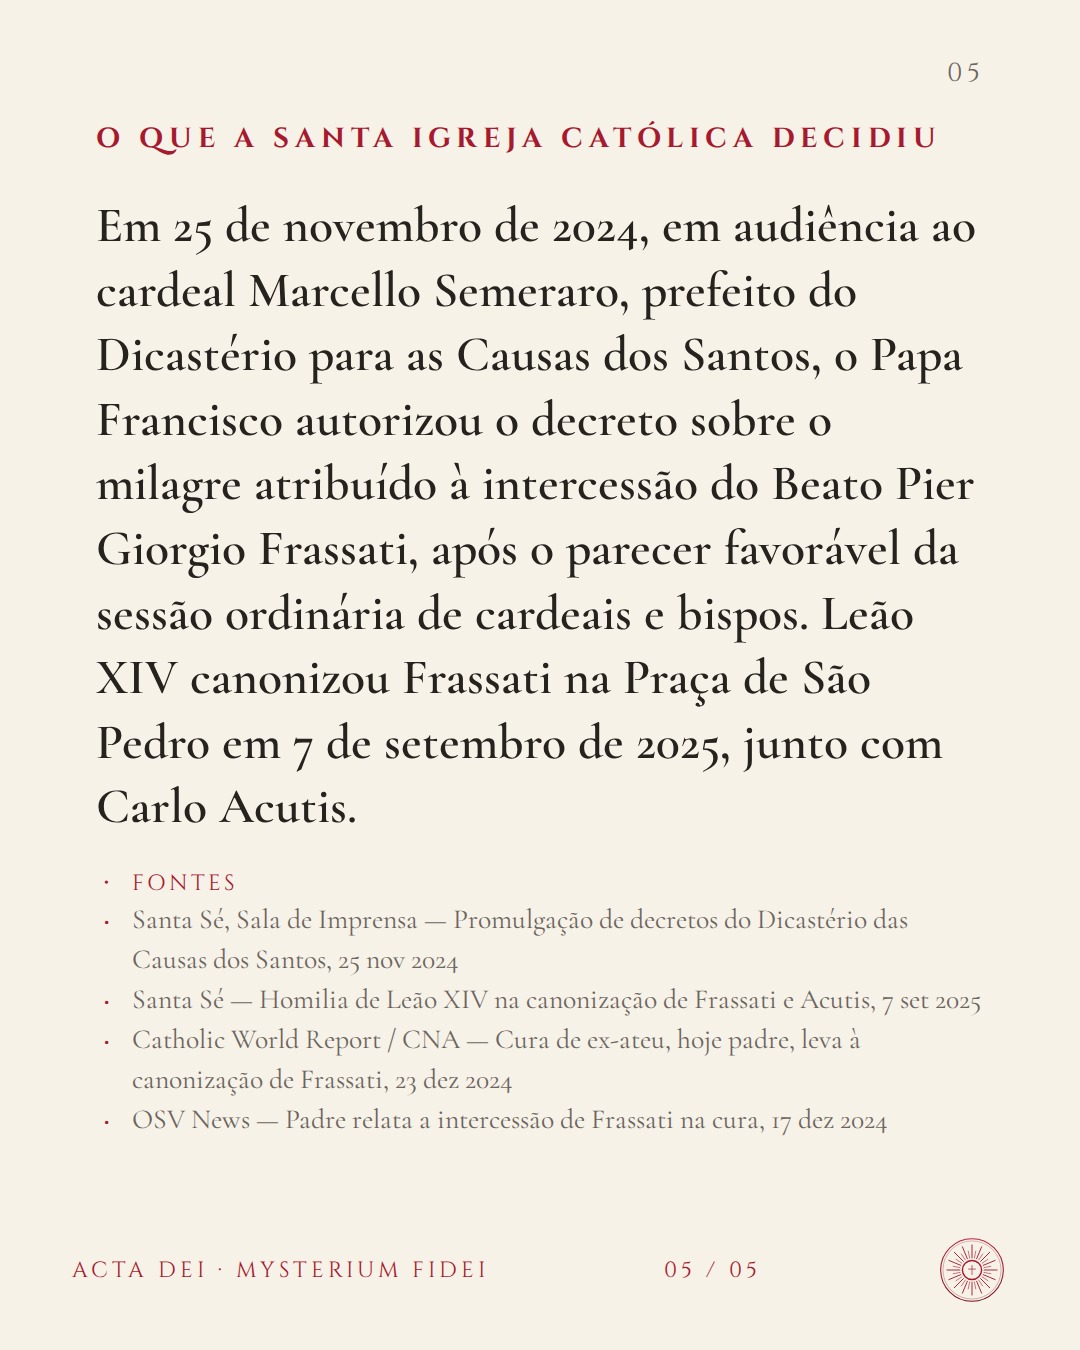 05
O QUE A SANTA IGREJA CATÓLICA DECIDIU
Em 25 de novembro de 2024, em audiência ao
cardeal Marcello Semeraro, prefeito do
Dicastério para as Causas dos Santos, o Papa
Francisco autorizou o decreto sobre o
milagre atribuído à intercessão do Beato Pier
Giorgio Frassati, após o parecer favorável da
sessão ordinária de cardeais e bispos. Leão
XIV canonizou Frassati na Praça de São
Pedro em 7 de setembro de 2025, junto com
Carlo Acutis.
· FONTES
· Santa Sé, Sala de Imprensa — Promulgação de decretos do Dicastério das
Causas dos Santos, 25 nov 2024
· Santa Sé — Homilia de Leão XIV na canonização de Frassati e Acutis, 7 set 2025
· Catholic World Report / CNA — Cura de ex-ateu, hoje padre, leva à
canonização de Frassati, 23 dez 2024
· OSV News — Padre relata a intercessão de Frassati na cura, 17 dez 2024
ACTA DEI · MYSTERIUM FIDEI
05 / 05